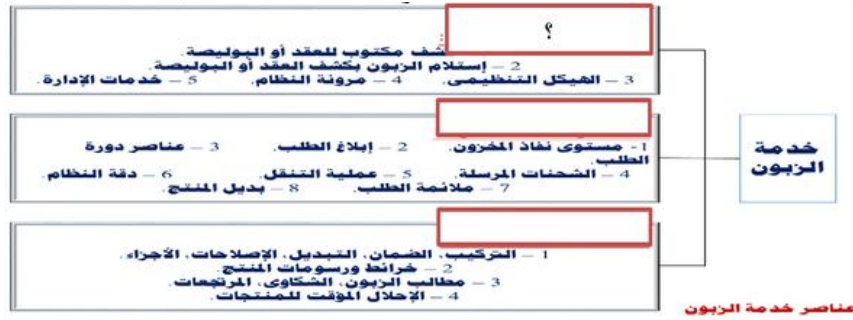 ؟
كشف مكتوب للعقد أو البوليصة.
2 – إستلام الزبون بكشف العقد أو البوليصة.
3 – الهيكل التنظيمى. 4 – مرونة النظام. 5 – خدمات الإدارة.
1- مستوى نفاذ المخزون. 2 – إبلاغ الطلب. 3 – عناصر دورة
الطلب.
4 – الشحنات المرسلة. 5 – عملية التنقل. 6 – دقة النظام.
7 – ملائمة الطلب. 8 – بديل المنتج.
خدمة
الزبون
1 – التركيب، الضمان، التبديل، الإصلاحات، الأجزاء.
2 – خرائط ورسومات المنتج.
3 – مطالب الزبون، الشكاوى، المرتجعات.
4 – الإحلال المؤقت للمنتجات.
عناصر خدمة الزبون